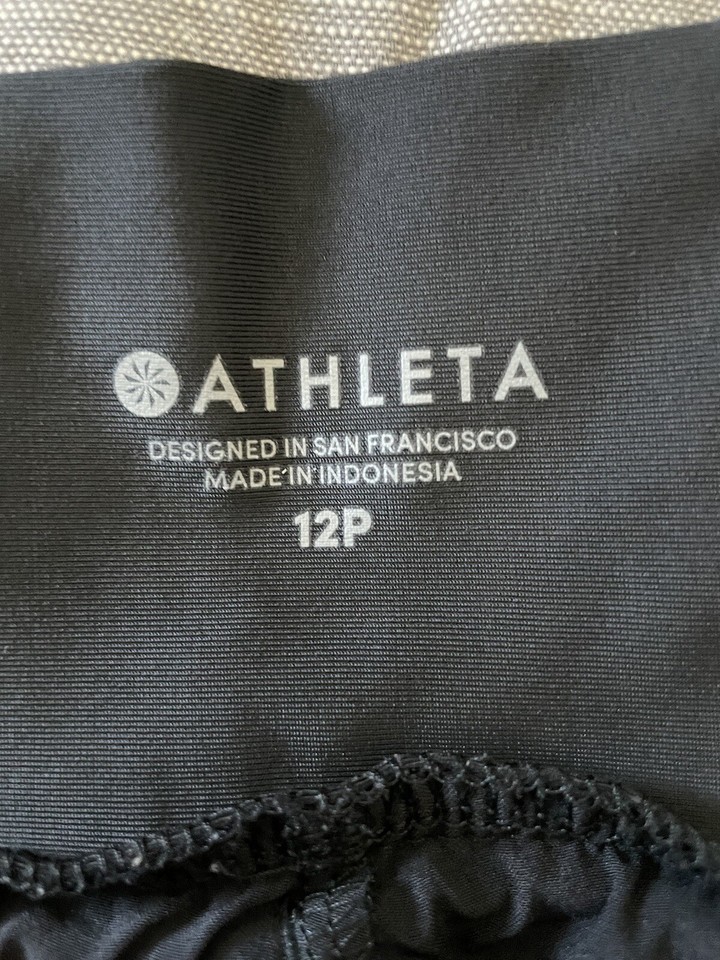 ATHLETA
DESIGNED IN SAN FRANCISCO
MADE IN INDONESIA
12P